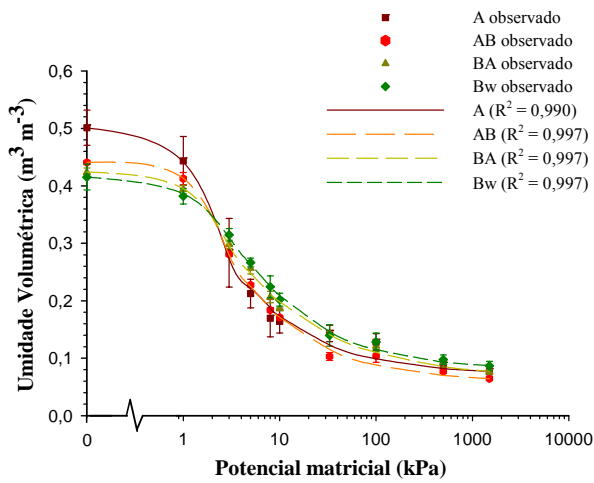 A observado
AB observado
BA observado
Bw observado
A (R² = 0,990)
AB (R² = 0,997)
BA (R² = 0,997)
Bw (R² = 0,997)
Umidade Volumétrica (m³ m⁻³)
0,6
0,5
0,4
0,3
0,2
0,1
0,0
0
1
10
100
1000
10000
Potencial matricial (kPa)